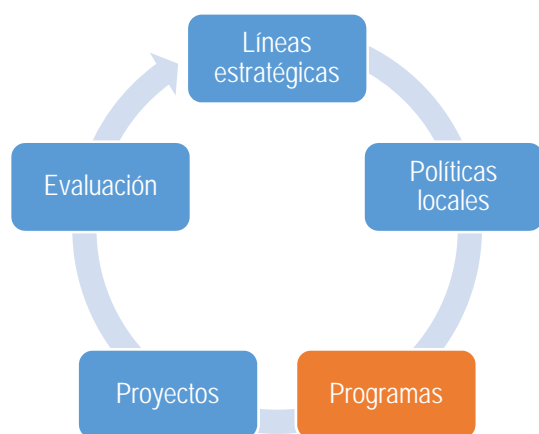 Líneas
estratégicas
Políticas
locales
Programas
Proyectos
Evaluación